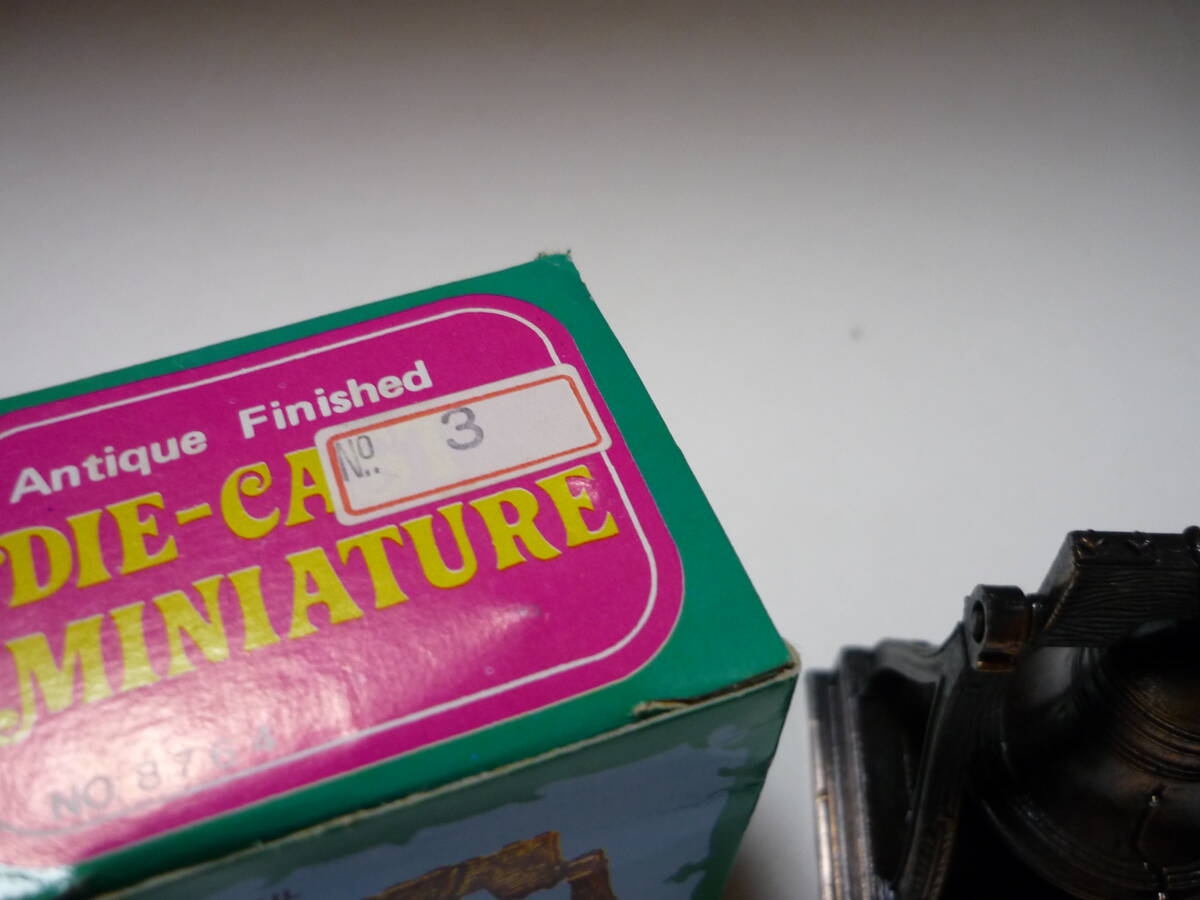 Antique Finished
DIE-CA
No. 3
MINIATURE
NO. 8764